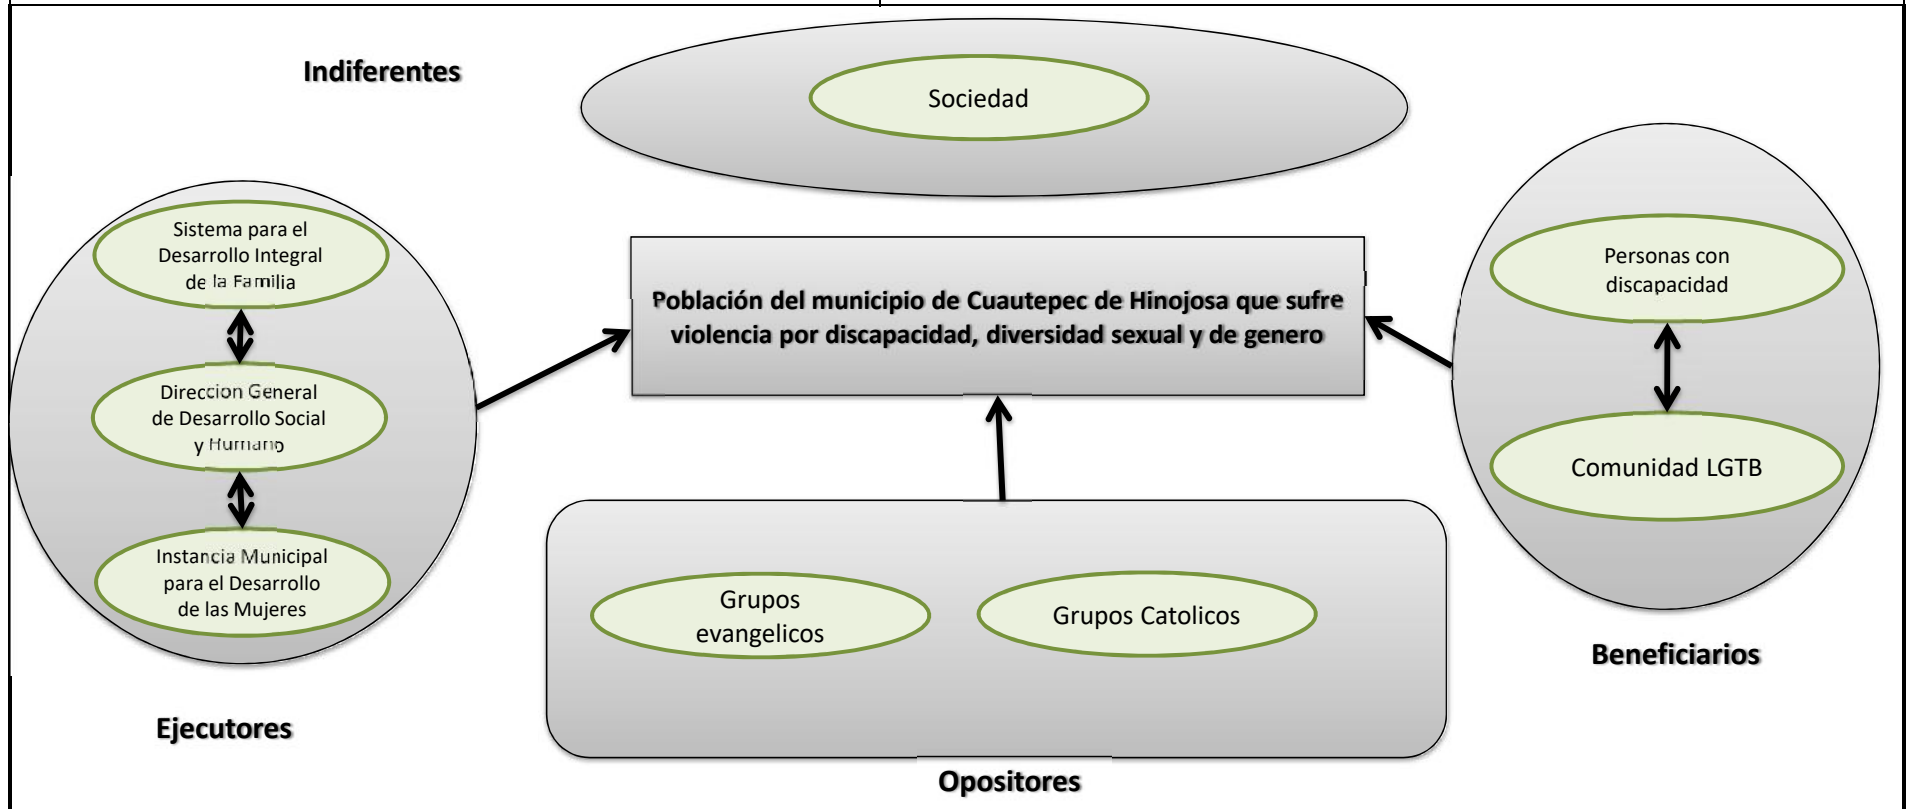 Indiferentes
Sociedad
Sistema para el
Desarrollo Integral
de la Familia
Direccion General
de Desarrollo Social
y Humano
Instancia Municipal
para el Desarrollo
de las Mujeres
Ejecutores
Población del municipio de Cuautepec de Hinojosa que sufre
violencia por discapacidad, diversidad sexual y de genero
Grupos
evangelicos
Grupos Catolicos
Opositores
Personas con
discapacidad
Comunidad LGTB
Beneficiarios